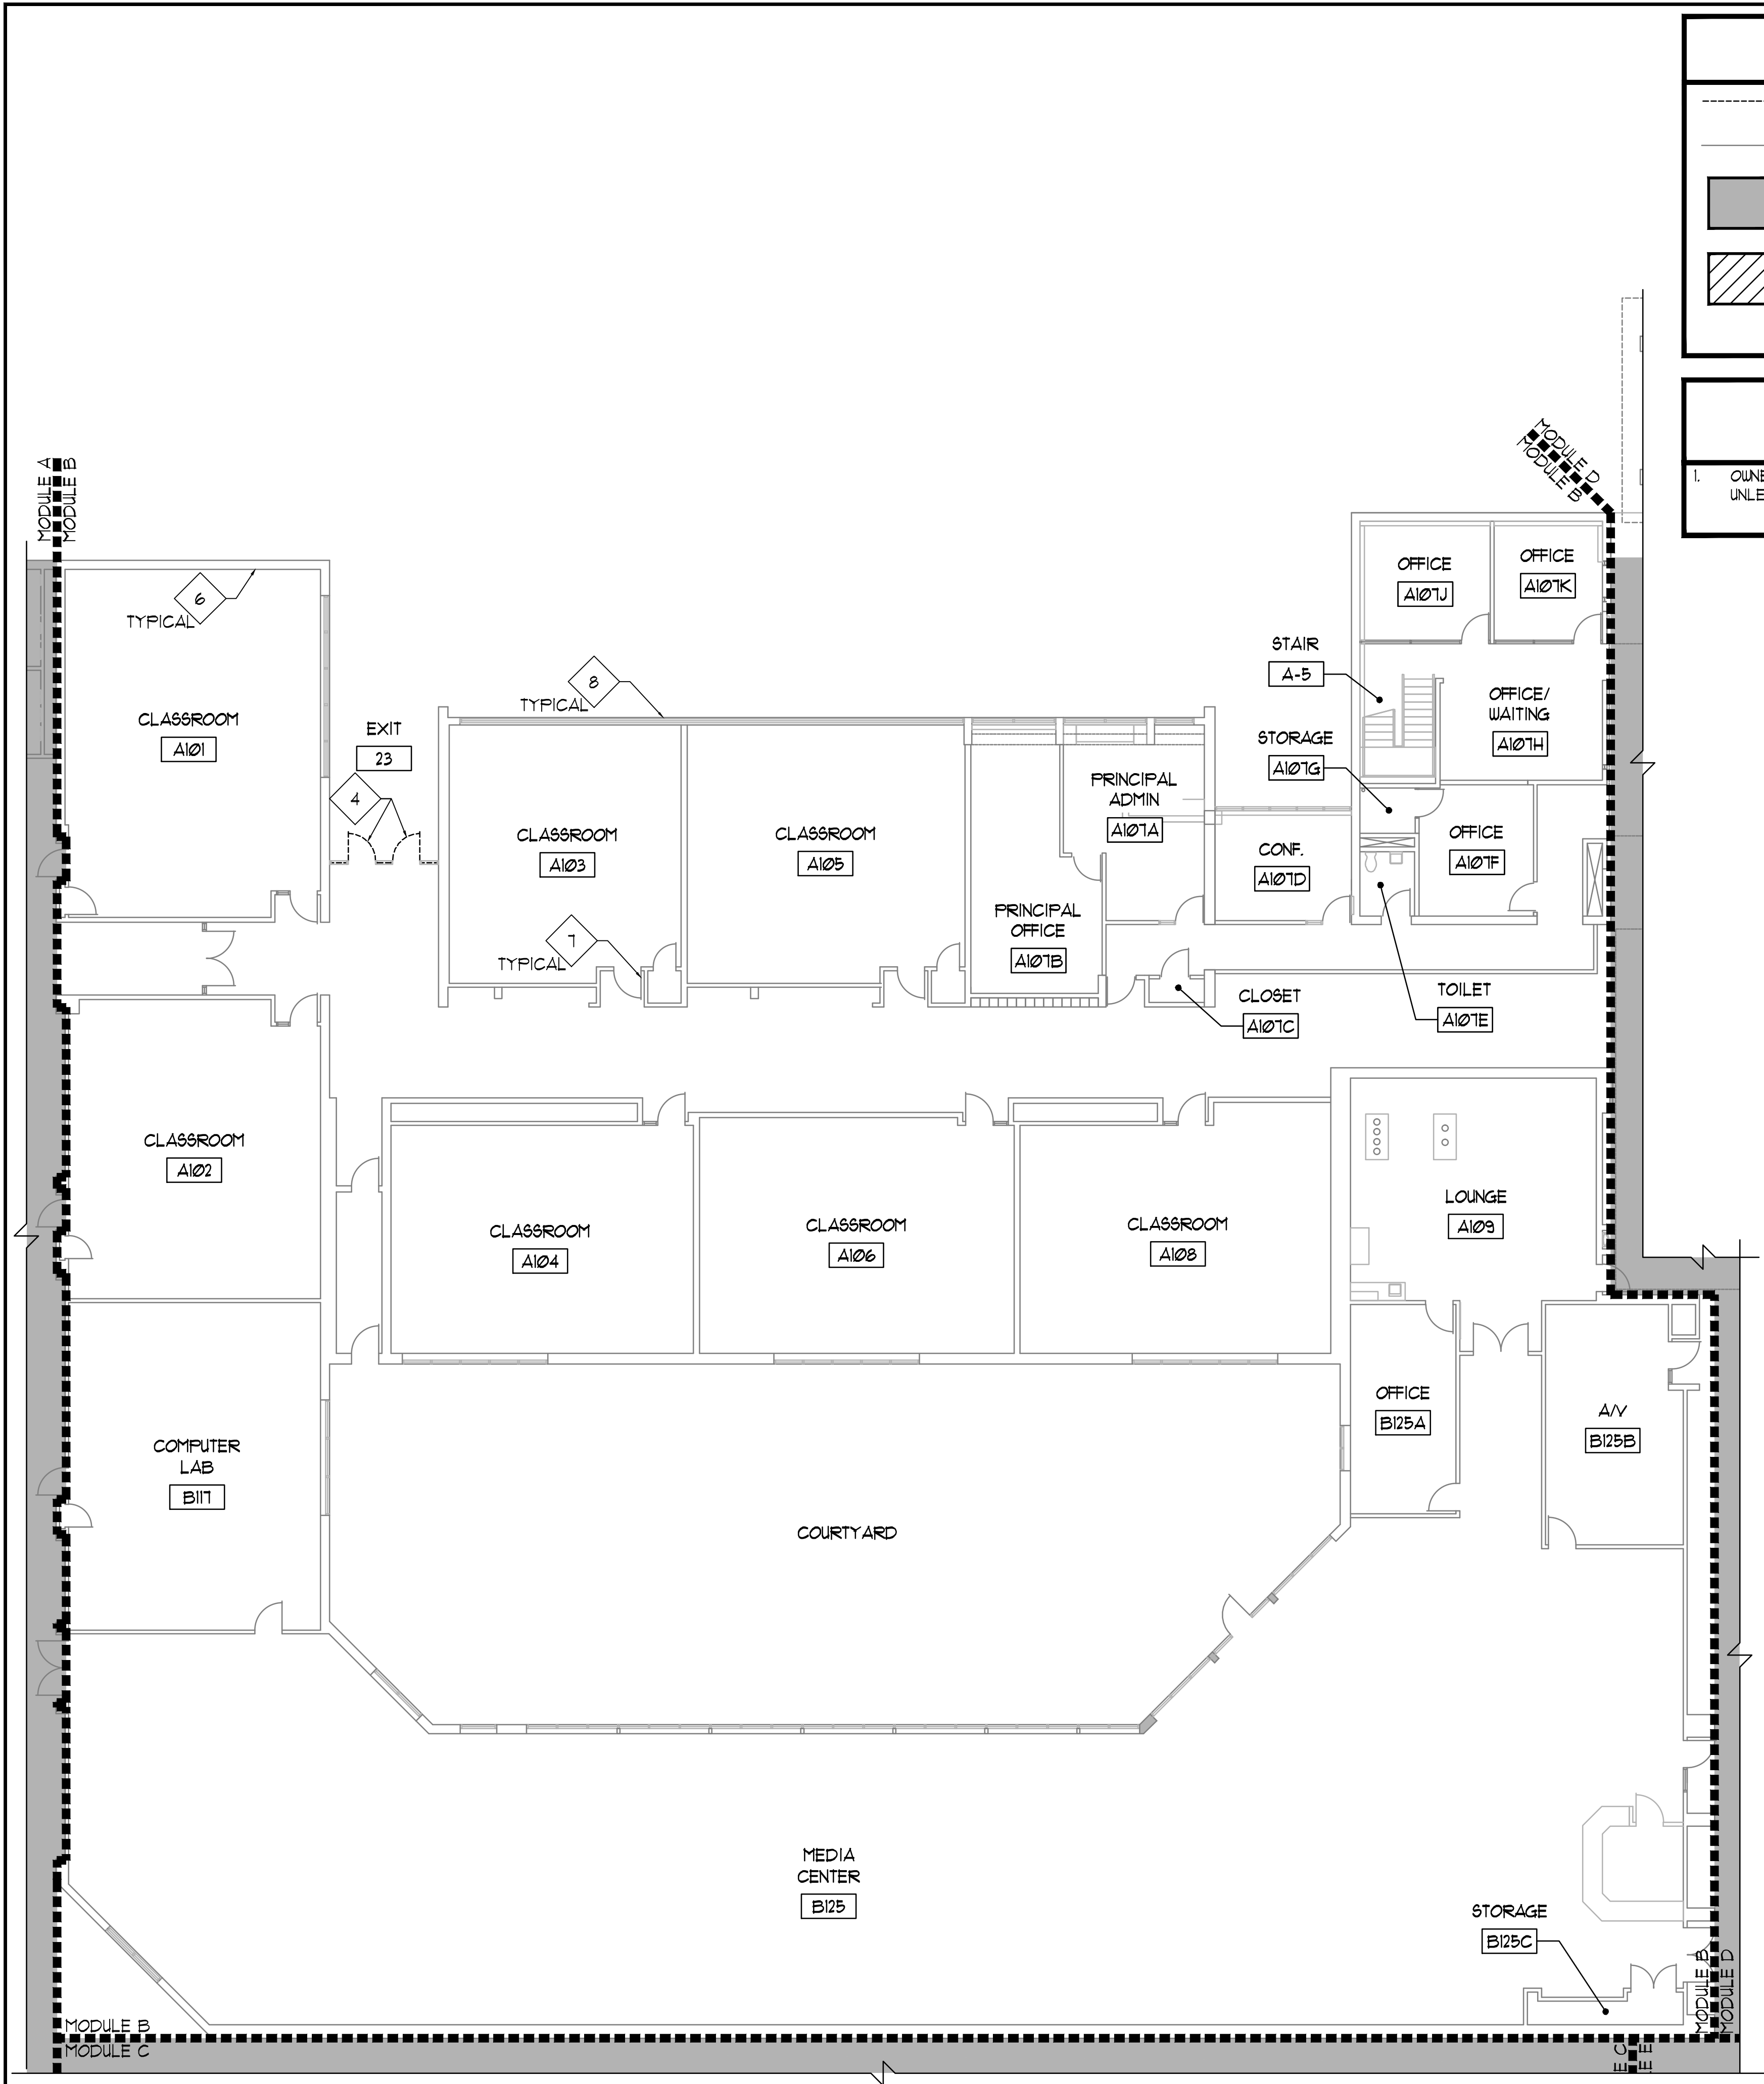 1. OWNE
UNLE
MODULE A
MODULE B
MODULE D
MODULE B
OFFICE
A107J
OFFICE
A107K
6
TYPICAL
STAIR
A-5
8
TYPICAL
OFFICE/
WAITING
A107H
CLASSROOM
A101
EXIT
23
STORAGE
A107G
4
PRINCIPAL
ADMIN
A107A
CLASSROOM
A103
CLASSROOM
A105
CONF.
A107D
OFFICE
A107F
PRINCIPAL
OFFICE
A107B
7
TYPICAL
CLOSET
A107C
TOILET
A107E
CLASSROOM
A102
CLASSROOM
A104
CLASSROOM
A106
CLASSROOM
A108
LOUNGE
A109
OFFICE
B125A
A/V
B125B
COMPUTER
LAB
B117
COURTYARD
MEDIA
CENTER
B125
STORAGE
B125C
MODULE B
MODULE D
MODULE B
MODULE C
E C
E E